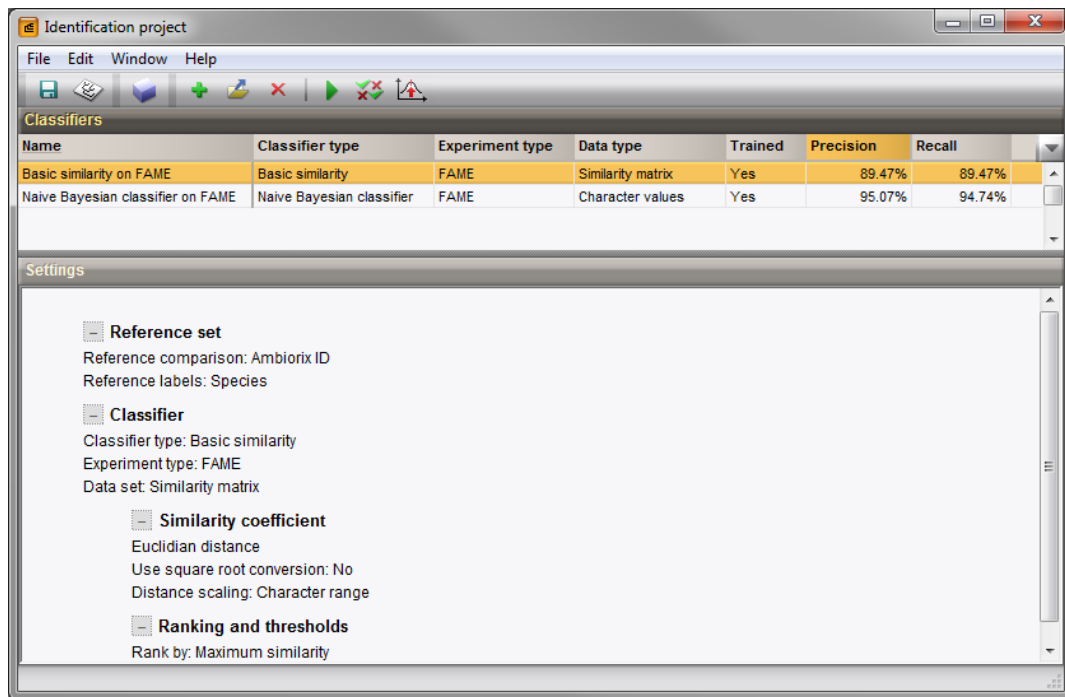 Identification project
File Edit Window Help
Classifiers
Name Classifier type Experiment type Data type Trained Precision Recall
Basic similarity on FAME Basic similarity FAME Similarity matrix Yes 89.47% 89.47%
Naive Bayesian classifier on FAME Naive Bayesian classifier FAME Character values Yes 95.07% 94.74%
Settings
Reference set
Reference comparison: Ambiorix ID
Reference labels: Species
Classifier
Classifier type: Basic similarity
Experiment type: FAME
Data set: Similarity matrix
Similarity coefficient
Euclidian distance
Use square root conversion: No
Distance scaling: Character range
Ranking and thresholds
Rank by: Maximum similarity